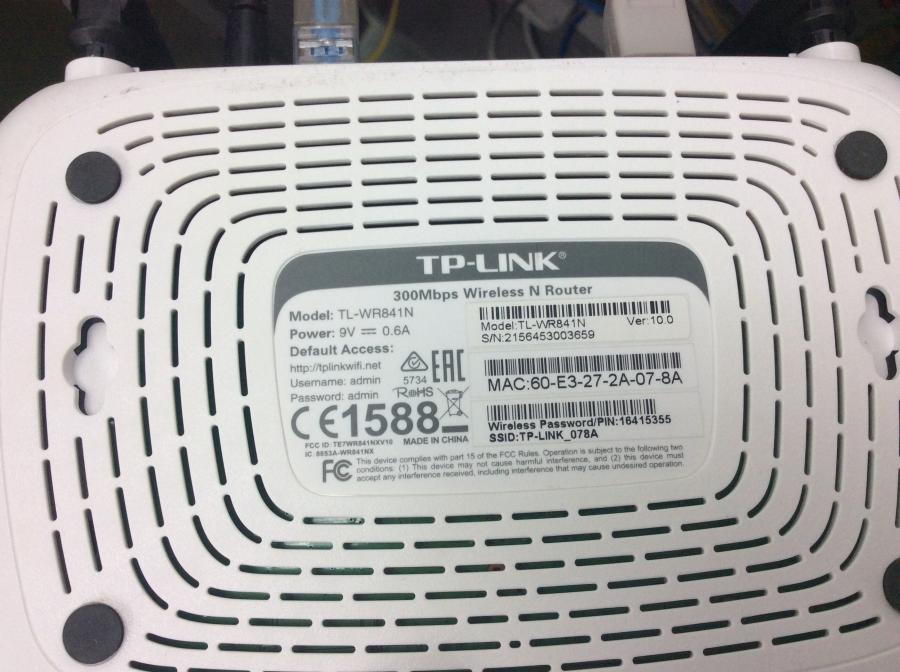 TP-LINK®
300Mbps Wireless N Router
Model: TL-WR841N
Power: 9V ⎓ 0.6A
Default Access:
http://tplinkwifi.net
Username: admin
Password: admin
5734
EAC
RoHS
CE1588
FCC ID: TE7WR841NXV10
IC: 8853A-WR841NX
MADE IN CHINA
Model:TL-WR841N Ver:10.0
S/N:2156453003659
MAC:60-E3-27-2A-07-8A
Wireless Password/PIN:16415355
SSID:TP-LINK_078A
FC This device complies with part 15 of the FCC Rules. Operation is subject to the following two
conditions: (1) This device may not cause harmful interference, and (2) this device must
accept any interference received, including interference that may cause undesired operation.